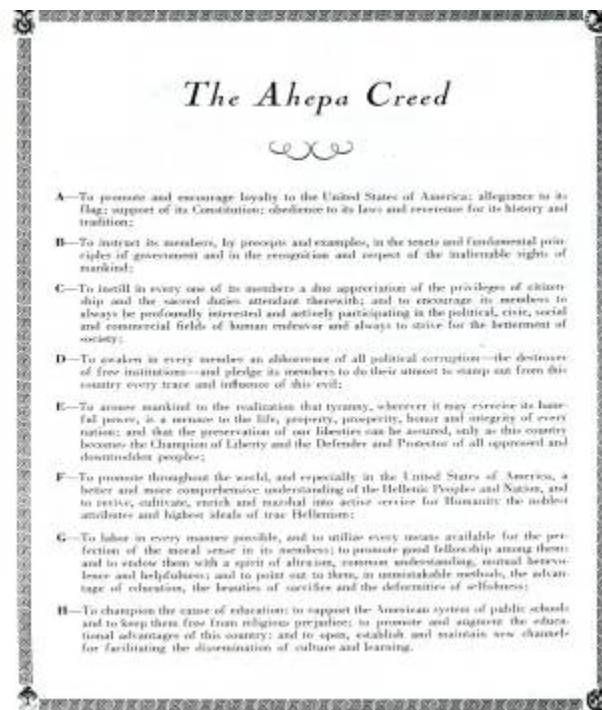 The Ahepa Creed
A—To promote and encourage loyalty to the United States of America; allegiance to its
flag; support of its Constitution; obedience to its laws and reverence for its history and
tradition;
B—To instruct its members, by precepts and examples, in the tenets and fundamental prin-
ciples of government and in the recognition and respect of the inalienable rights of
mankind;
C—To instill in every one of its members a due appreciation of the privileges of citizen-
ship and the sacred duties attendant therewith; and to encourage its members to
always be profoundly interested and actively participating in the political, civic, social
and commercial fields of human endeavor and always to strive for the betterment of
society;
D—To awaken in every member an abhorrence of all political corruption—the destroyer
of free institutions—and pledge its members to do their utmost to stamp out from this
country every trace and influence of this evil;
E—To arouse mankind to the realization that tyranny, wherever it may exercise its bane-
ful power, is a menace to the life, property, prosperity, honor and integrity of every
nation; and that the preservation of our liberties can be assured, only as this country
becomes the Champion of Liberty and the Defender and Protector of all oppressed and
downtrodden peoples;
F—To promote throughout the world, and especially in the United States of America, a
better and more comprehensive understanding of the Hellenic Peoples and Nation, and
to revive, cultivate, enrich and marshal into active service for Humanity the noblest
attributes and highest ideals of true Hellenism;
G—To labor in every manner possible, and to utilize every means available for the per-
fection of the moral sense in its members; to promote good fellowship among them;
and to endow them with a spirit of altruism, common understanding, mutual benevo-
lence and helpfulness; and to point out to them, in unmistakable methods, the advan-
tage of education, the beauties of sacrifice and the deformities of selfishness;
H—To champion the cause of education; to support the American system of public schools
and to keep them free from religious prejudice; to promote and augment the educa-
tional advantages of this country; and to open, establish and maintain new channels
for facilitating the dissemination of culture and learning.